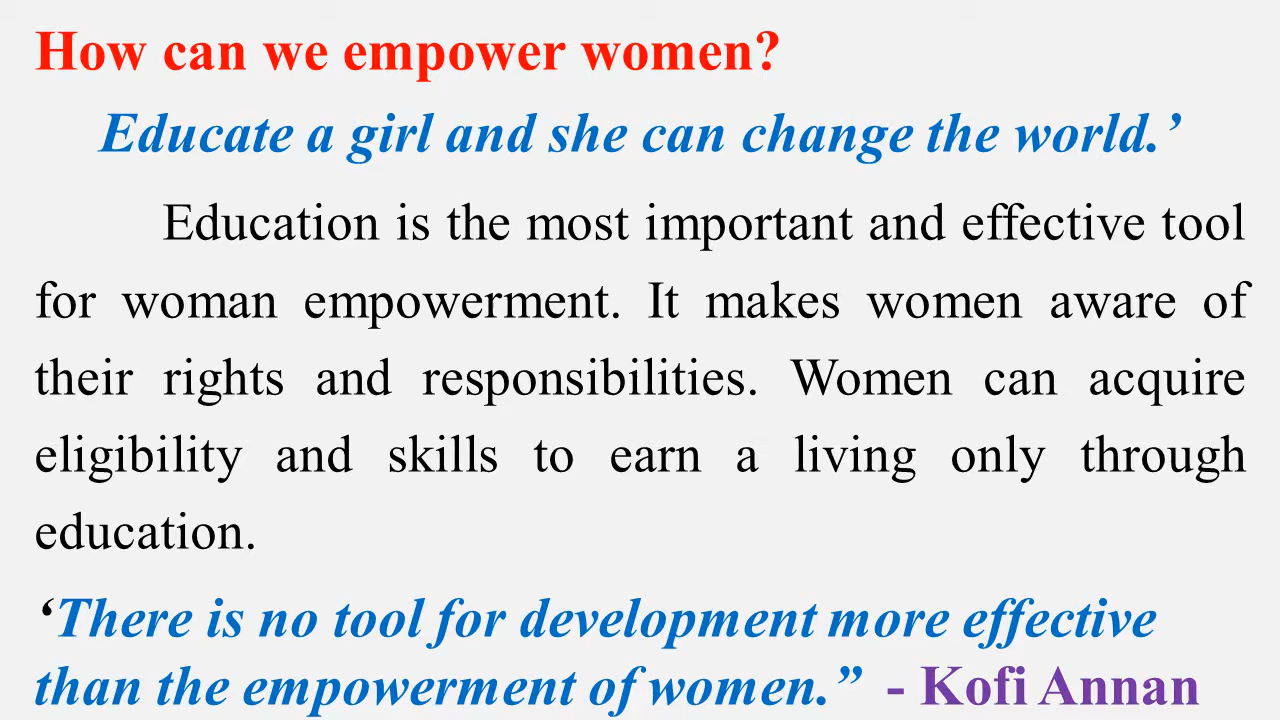 How can we empower women?
Educate a girl and she can change the world.’
Education is the most important and effective tool
for woman empowerment. It makes women aware of
their rights and responsibilities. Women can acquire
eligibility and skills to earn a living only through
education.
‘There is no tool for development more effective
than the empowerment of women.” - Kofi Annan